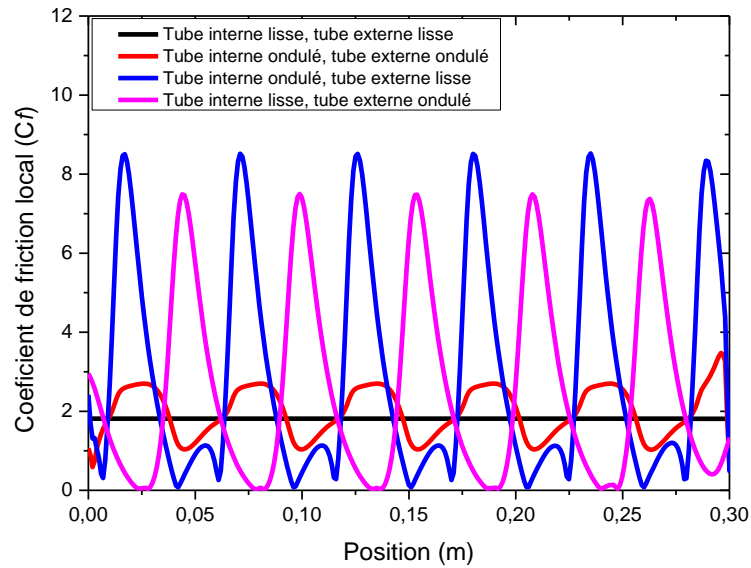 12
10
8
6
4
2
0
Coeficient de friction local (Cf)
Tube interne lisse, tube externe lisse
Tube interne ondulé, tube externe ondulé
Tube interne ondulé, tube externe lisse
Tube interne lisse, tube externe ondulé
0,00 0,05 0,10 0,15 0,20 0,25 0,30
Position (m)